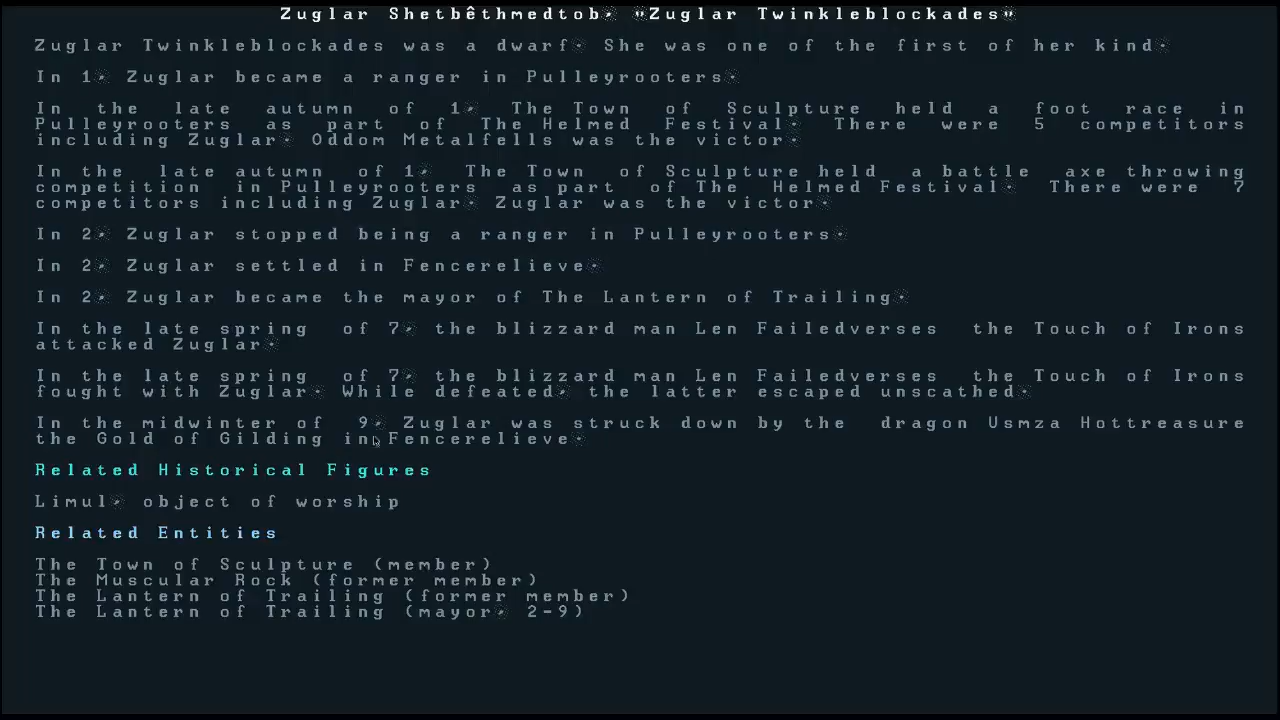 Zuglar Shetbêthmedtob, "Zuglar Twinkleblockades"
Zuglar Twinkleblockades was a dwarf. She was one of the first of her kind.
In 1, Zuglar became a ranger in Pulleyrooters.
In the late autumn of 1, The Town of Sculpture held a foot race in
Pulleyrooters as part of The Helmed Festival. There were 5 competitors
including Zuglar. Oddom Metalfells was the victor.
In the late autumn of 1, The Town of Sculpture held a battle axe throwing
competition in Pulleyrooters as part of The Helmed Festival. There were 7
competitors including Zuglar. Zuglar was the victor.
In 2, Zuglar stopped being a ranger in Pulleyrooters.
In 2, Zuglar settled in Fencerelieve.
In 2, Zuglar became the mayor of The Lantern of Trailing.
In the late spring of 7, the blizzard man Len Failedverses the Touch of Irons
attacked Zuglar.
In the late spring of 7, the blizzard man Len Failedverses the Touch of Irons
fought with Zuglar. While defeated, the latter escaped unscathed.
In the midwinter of 9, Zuglar was struck down by the dragon Usmza Hottreasure
the Gold of Gilding in Fencerelieve.
Related Historical Figures
Limul, object of worship
Related Entities
The Town of Sculpture (member)
The Muscular Rock (former member)
The Lantern of Trailing (former member)
The Lantern of Trailing (mayor, 2-9)